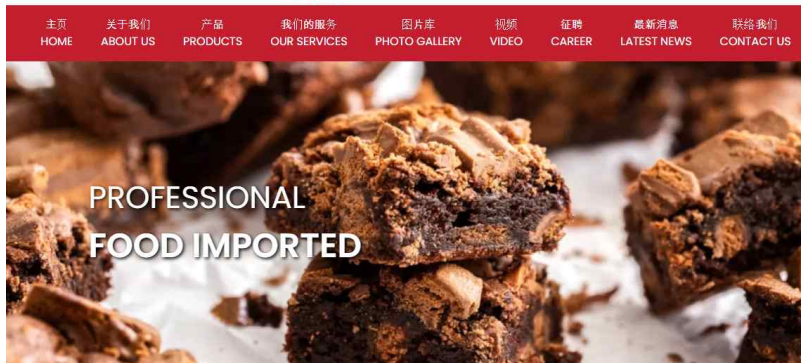 主页 关于我们 产品 我们的服务 图片库 视频 征聘 最新消息 联络我们
HOME ABOUT US PRODUCTS OUR SERVICES PHOTO GALLERY VIDEO CAREER LATEST NEWS CONTACT US
PROFESSIONAL
FOOD IMPORTED